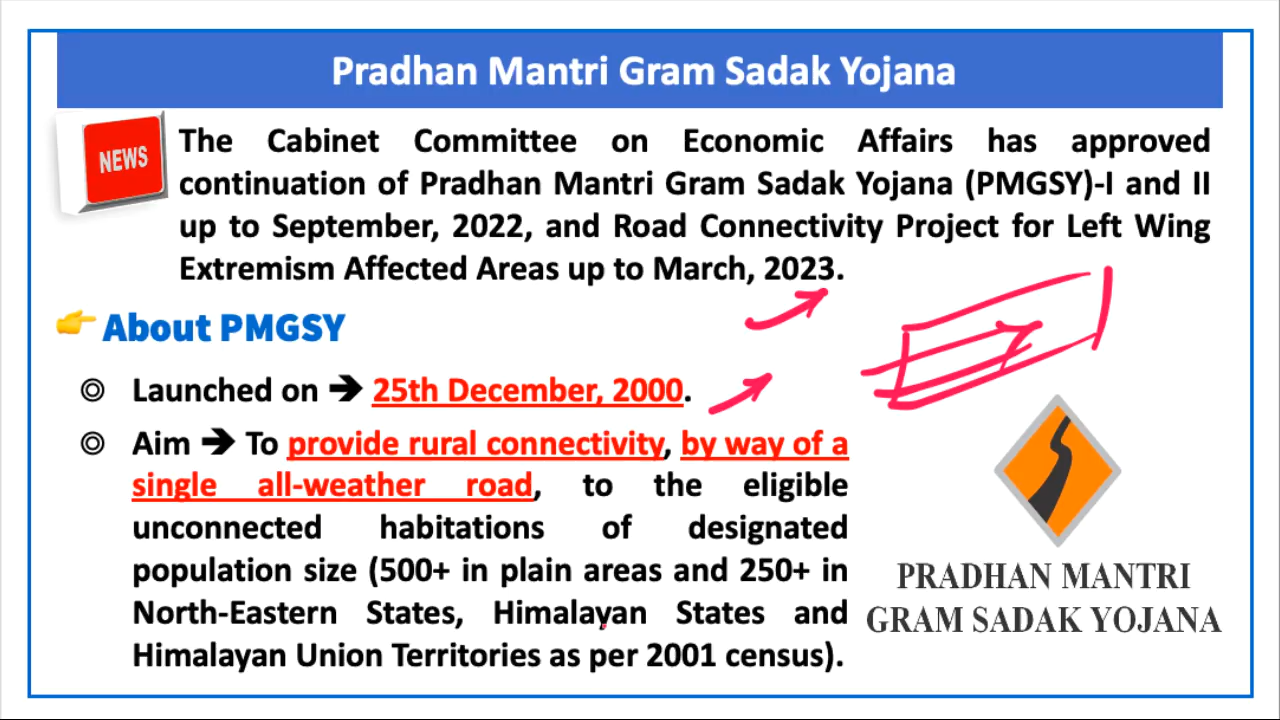 Pradhan Mantri Gram Sadak Yojana
NEWS
The Cabinet Committee on Economic Affairs has approved
continuation of Pradhan Mantri Gram Sadak Yojana (PMGSY)-I and II
up to September, 2022, and Road Connectivity Project for Left Wing
Extremism Affected Areas up to March, 2023.
About PMGSY
Launched on → 25th December, 2000.
Aim → To provide rural connectivity, by way of a
single all-weather road, to the eligible
unconnected habitations of designated
population size (500+ in plain areas and 250+ in
North-Eastern States, Himalayan States and
Himalayan Union Territories as per 2001 census).
PRADHAN MANTRI
GRAM SADAK YOJANA